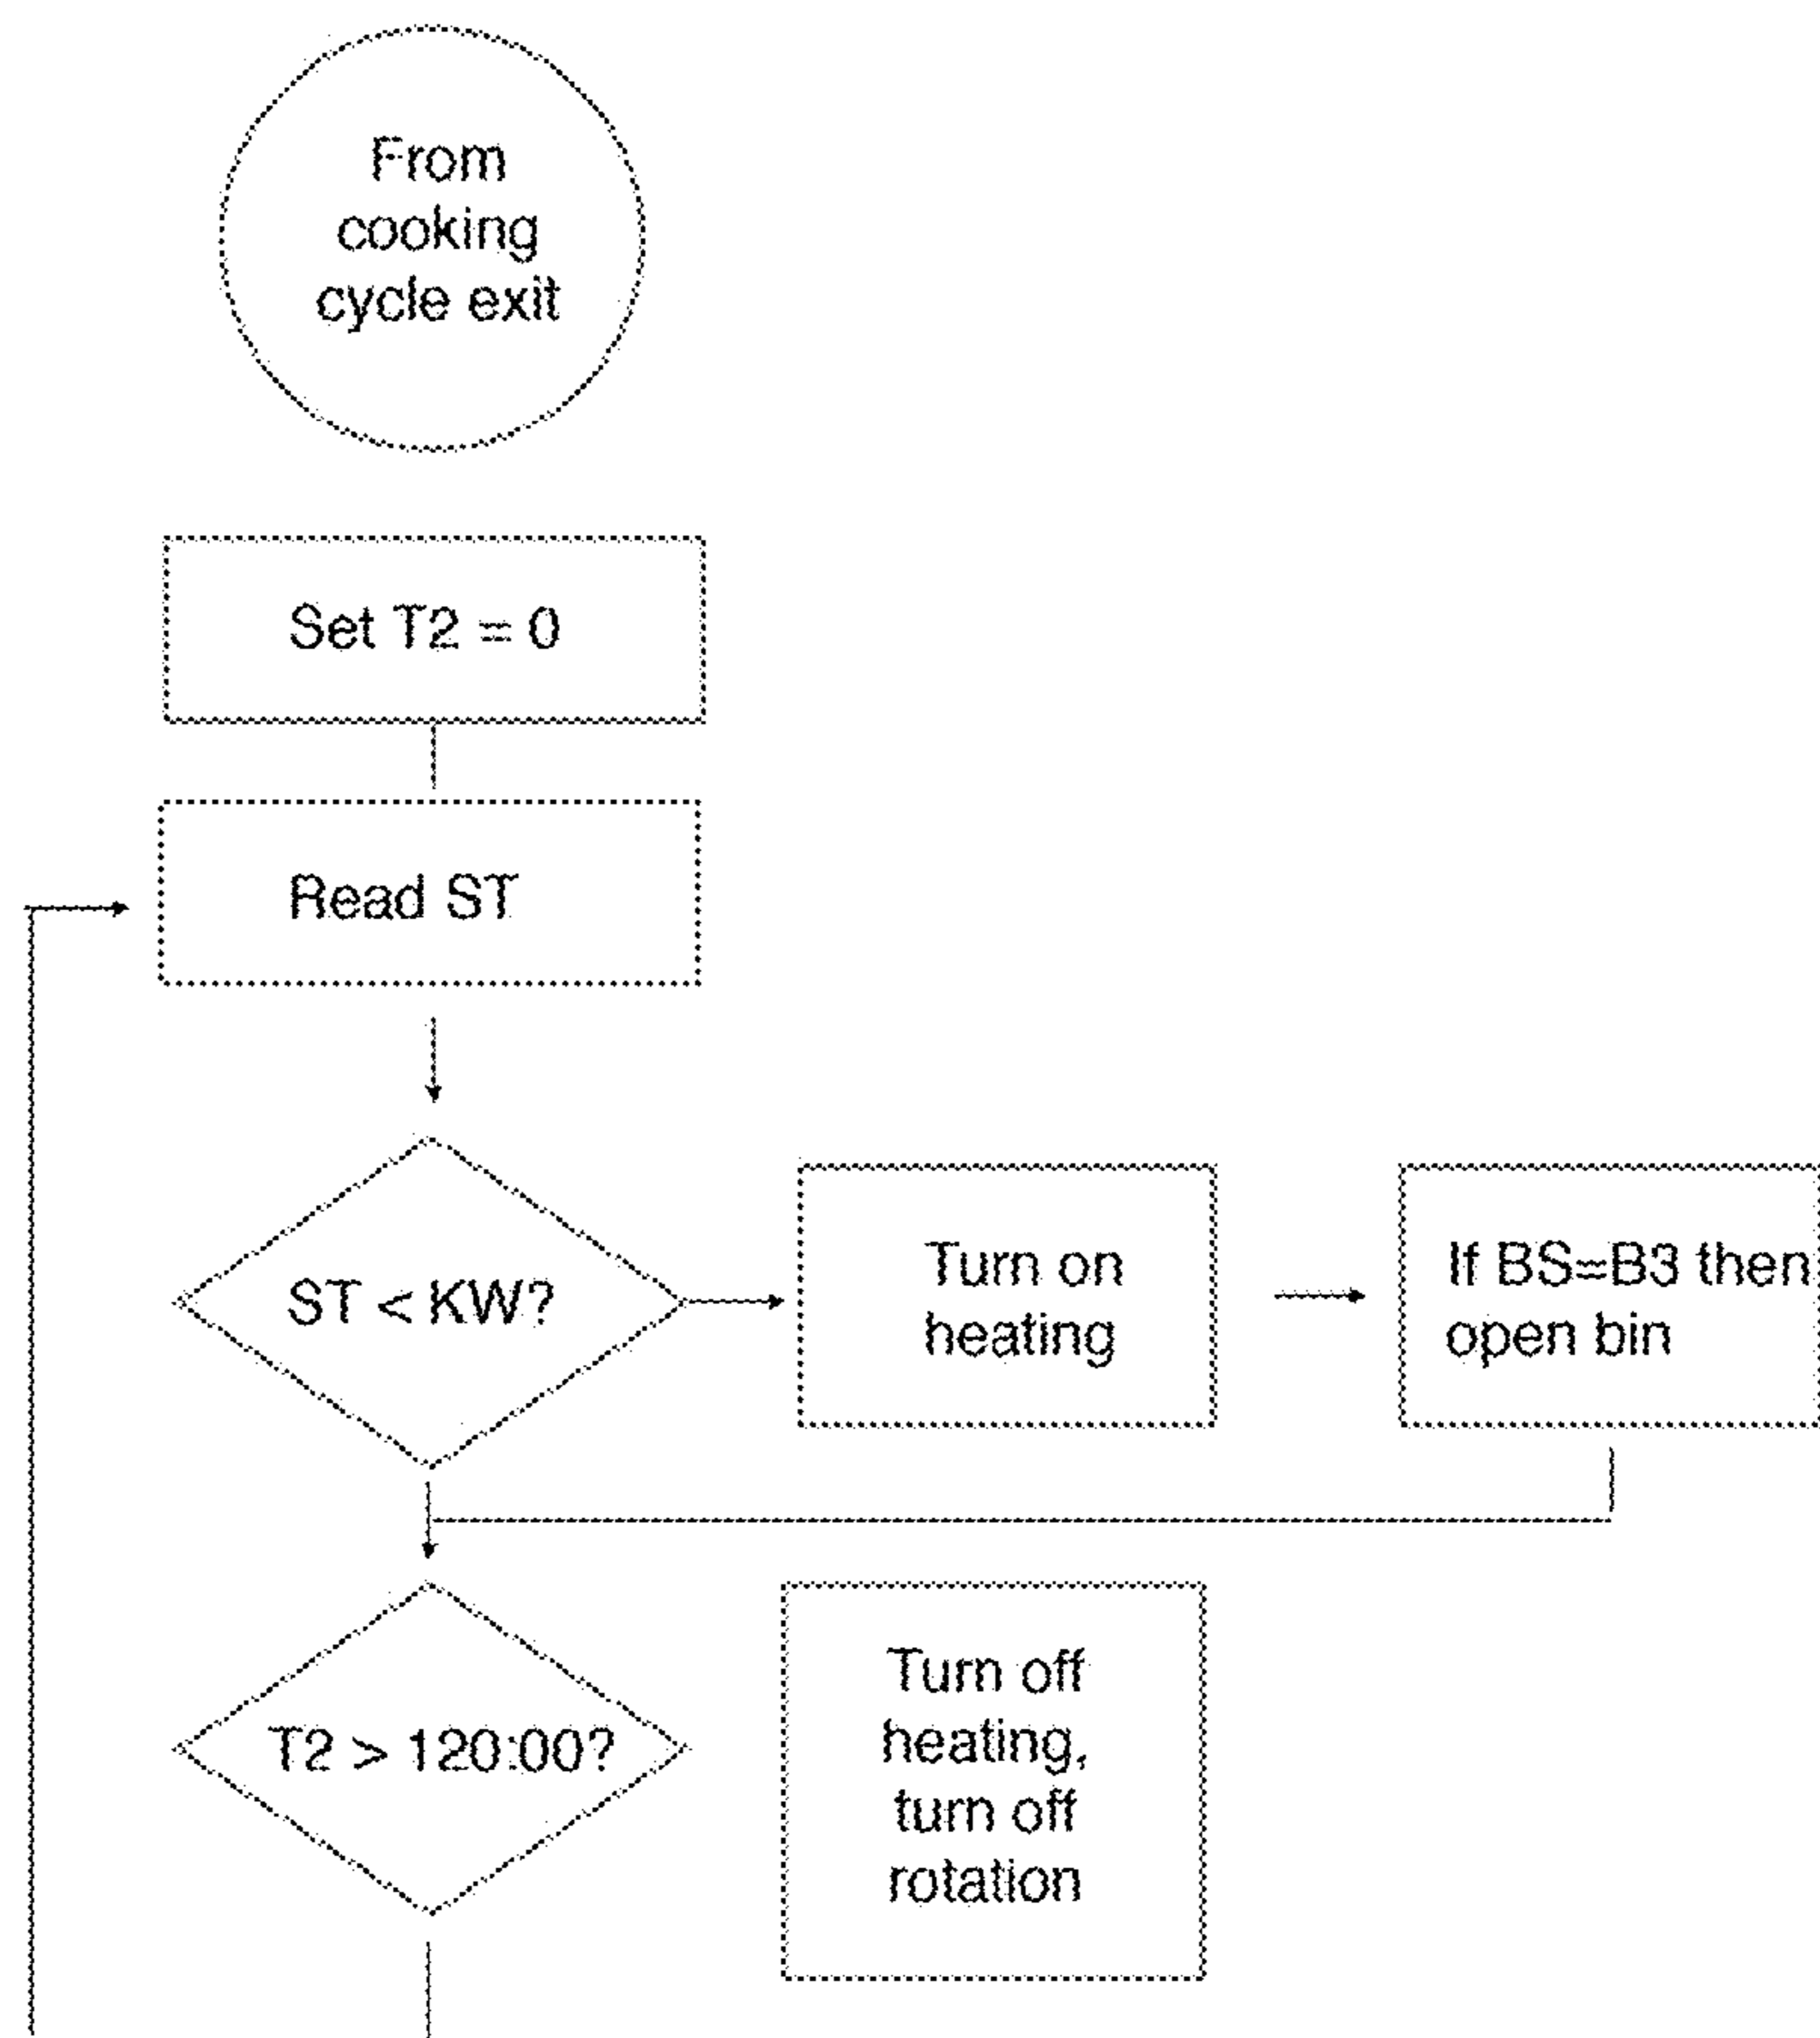 From
cooking
cycle exit
Set T2 = 0
Read ST
ST < KW?
Turn on
heating
If BS=B3 then
open bin
T2 > 120:00?
Turn off
heating,
turn off
rotation